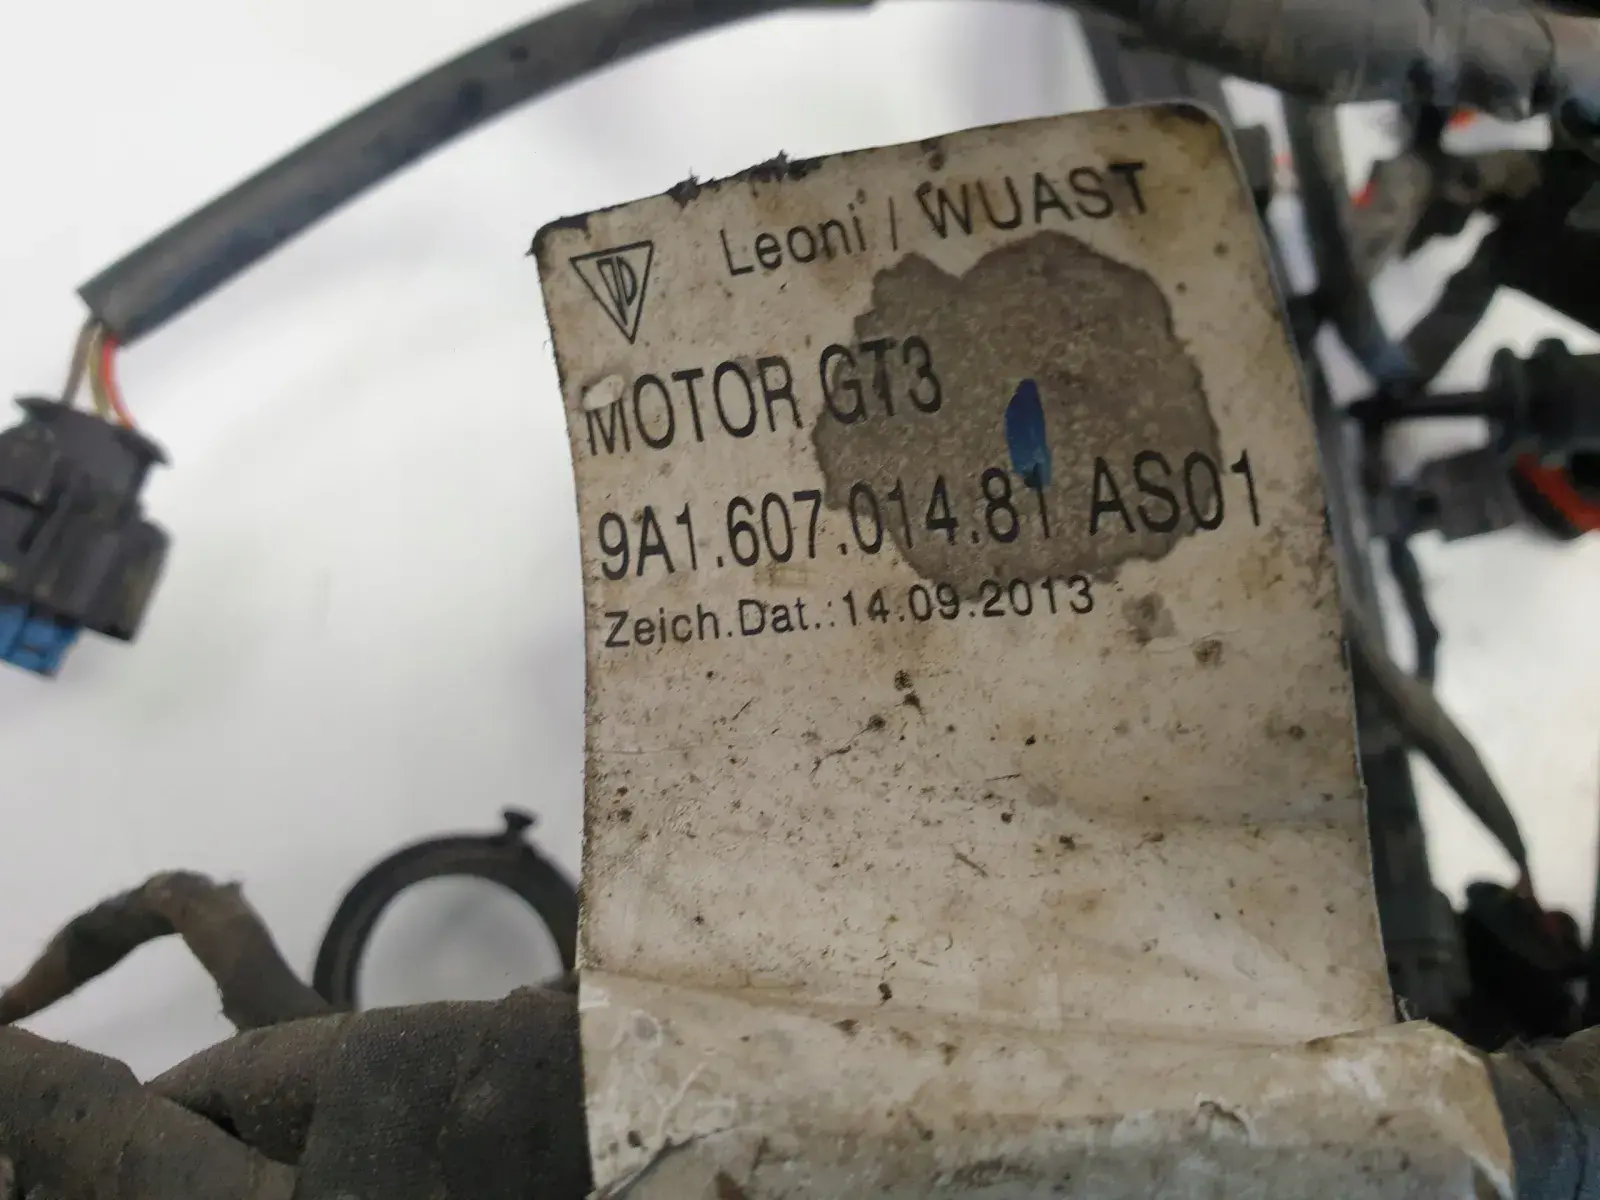 Leoni / WUAST
MOTOR GT3
9A1.607.014.81 AS01
Zeich.Dat.:14.09.2013